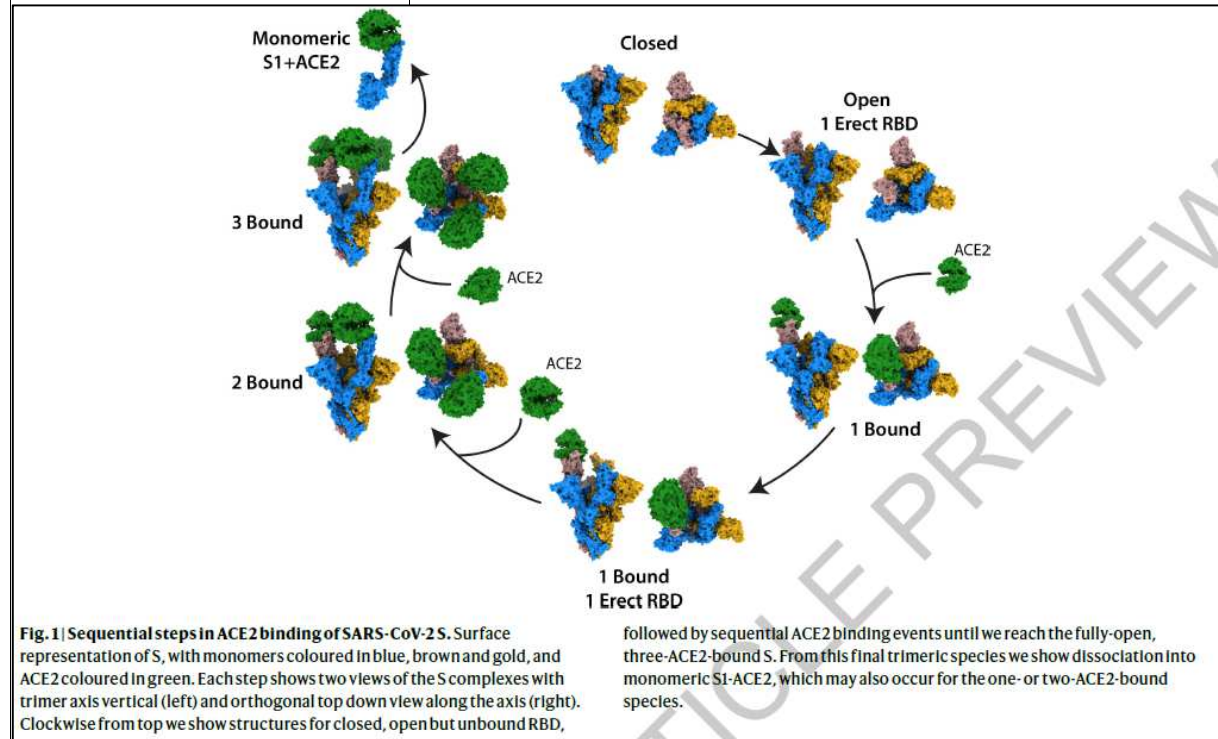 Monomeric
S1+ACE2
Closed
Open
1 Erect RBD
3 Bound
ACE2
ACE2
2 Bound
ACE2
1 Bound
1 Bound
1 Erect RBD
ARTICLE PREVIEW
Fig. 1 | Sequential steps in ACE2 binding of SARS-CoV-2 S. Surface
representation of S, with monomers coloured in blue, brown and gold, and
ACE2 coloured in green. Each step shows two views of the S complexes with
trimer axis vertical (left) and orthogonal top down view along the axis (right).
Clockwise from top we show structures for closed, open but unbound RBD,
followed by sequential ACE2 binding events until we reach the fully-open,
three-ACE2-bound S. From this final trimeric species we show dissociation into
monomeric S1-ACE2, which may also occur for the one- or two-ACE2-bound
species.